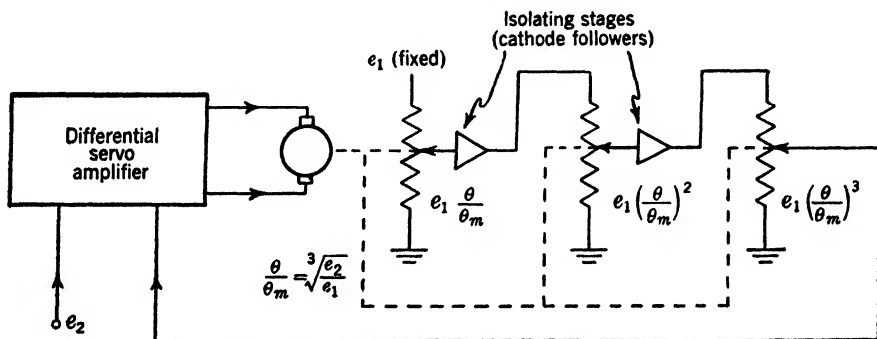 Isolating stages
(cathode followers)
e₁ (fixed)
Differential
servo
amplifier
e₁ θ/θₘ
e₁(θ/θₘ)²
e₁(θ/θₘ)³
θ/θₘ = ∛(e₂/e₁)
e₂